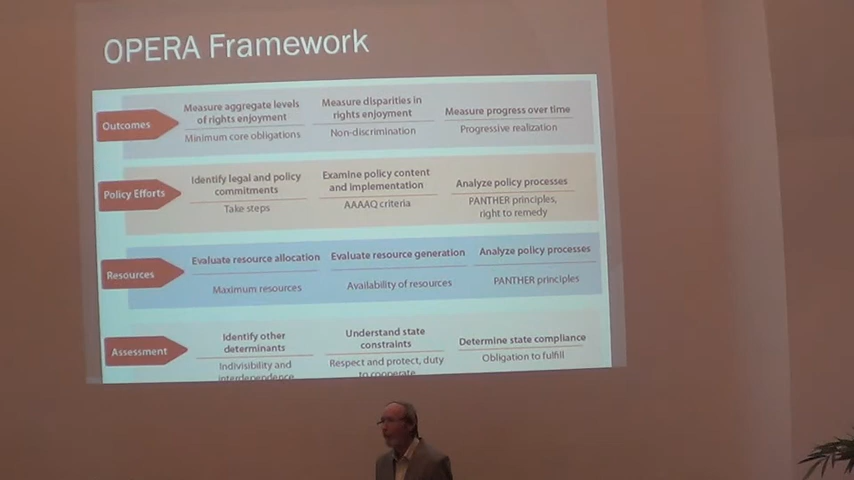 OPERA Framework
Outcomes
Measure aggregate levels
of rights enjoyment
Minimum core obligations
Measure disparities in
rights enjoyment
Non-discrimination
Measure progress over time
Progressive realization
Policy Efforts
Identify legal and policy
commitments
Take steps
Examine policy content
and implementation
AAAAQ criteria
Analyze policy processes
PANTHER principles,
right to remedy
Resources
Evaluate resource allocation
Maximum resources
Evaluate resource generation
Availability of resources
Analyze policy processes
PANTHER principles
Assessment
Identify other
determinants
Indivisibility and
interdependence
Understand state
constraints
Respect and protect, duty
to cooperate
Determine state compliance
Obligation to fulfill